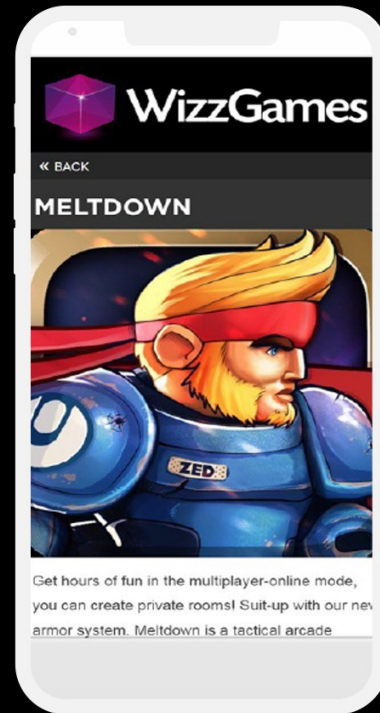 WizzGames
« BACK
MELTDOWN
ZED
Get hours of fun in the multiplayer-online mode,
you can create private rooms! Suit-up with our
armor system. Meltdown is a tactical arcade